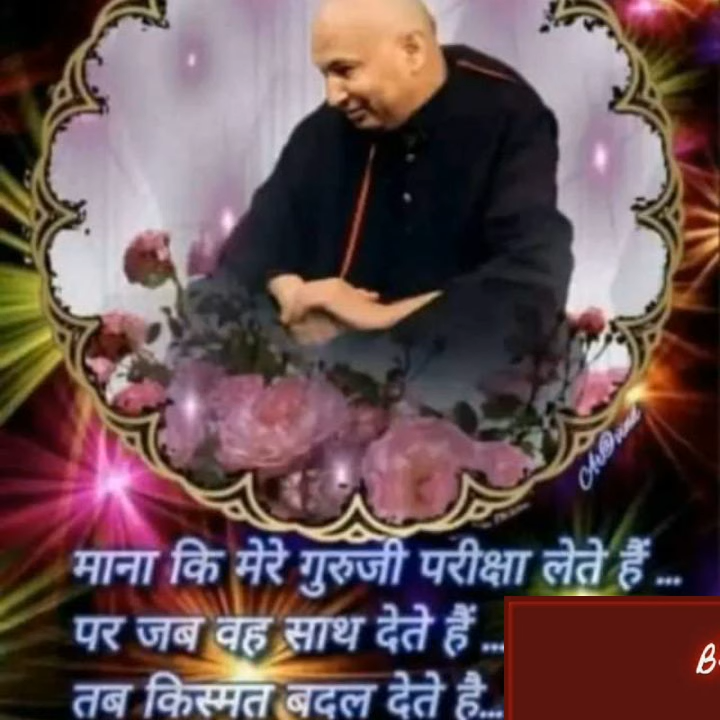 माना कि मेरे गुरुजी परीक्षा लेते हैं ...
पर जब वह साथ देते हैं ...
तब किस्मत बदल देते है...